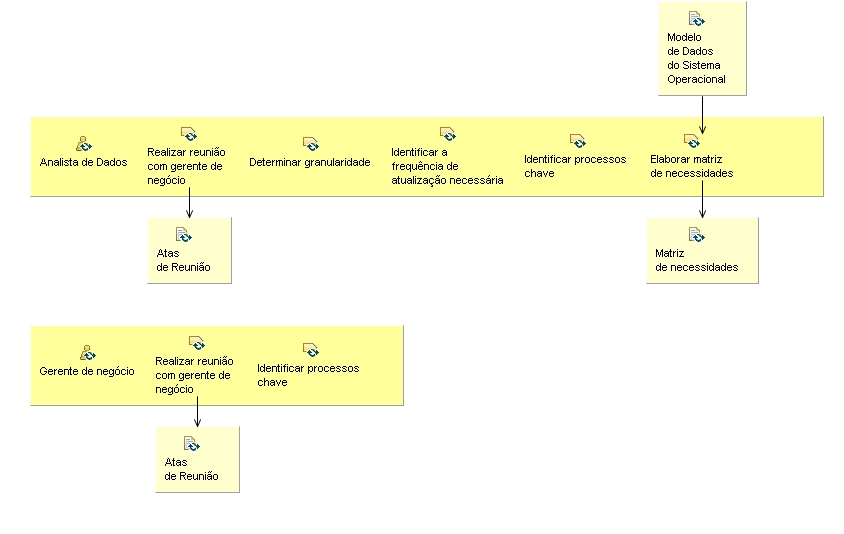 Modelo
de Dados
do Sistema
Operacional
Analista de Dados
Realizar reunião
com gerente de
negócio
Determinar granularidade
Identificar a
frequência de
atualização necessária
Identificar processos
chave
Elaborar matriz
de necessidades
Atas
de Reunião
Matriz
de necessidades
Gerente de negócio
Realizar reunião
com gerente de
negócio
Identificar processos
chave
Atas
de Reunião